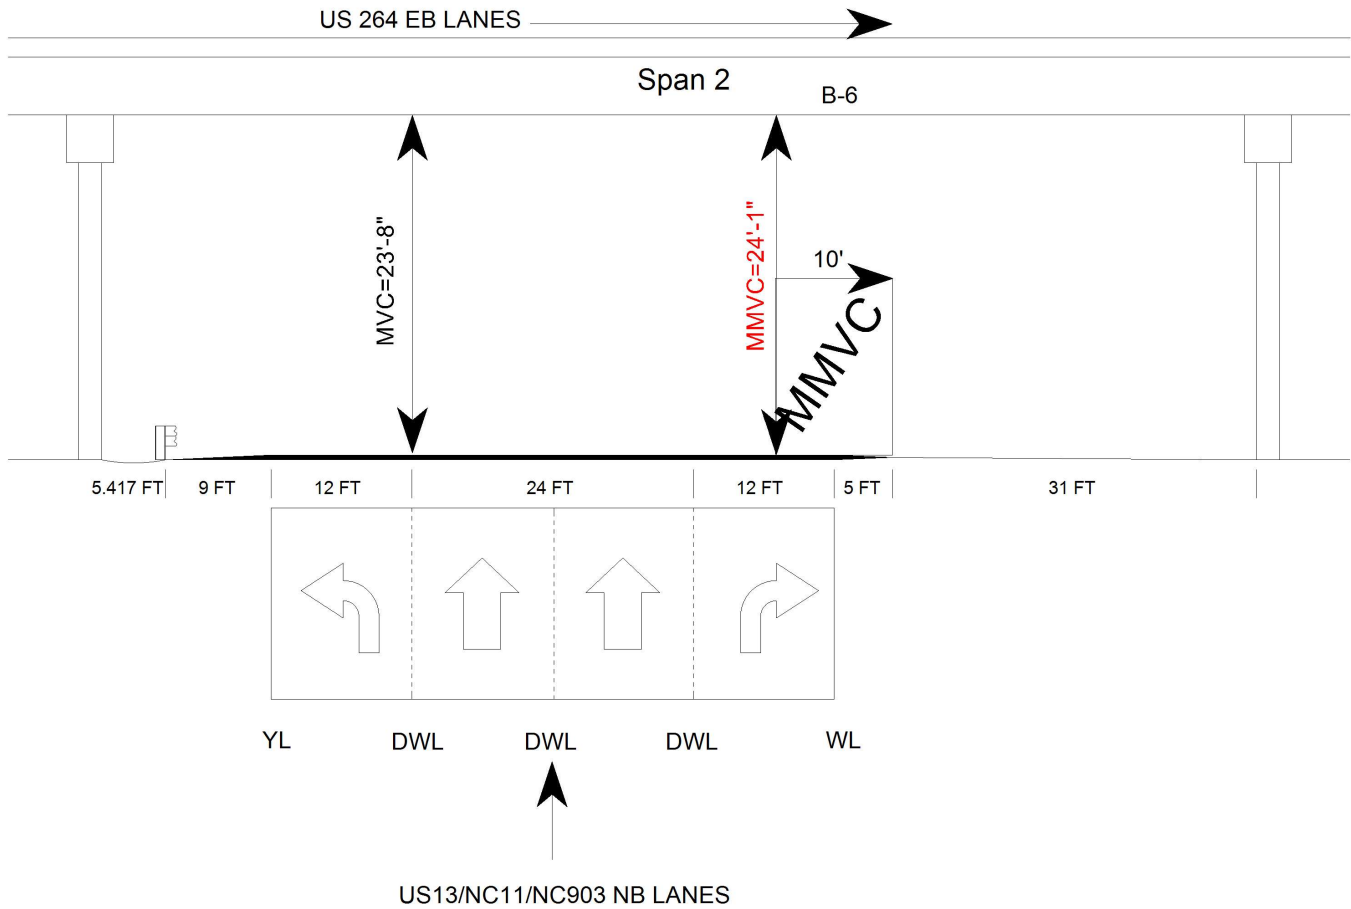 US 264 EB LANES
Span 2
B-6
MVC=23'-8"
MMVC=24'-1"
10'
MMVC
5.417 FT
9 FT
12 FT
24 FT
12 FT
5 FT
31 FT
YL
DWL
DWL
DWL
WL
US13/NC11/NC903 NB LANES